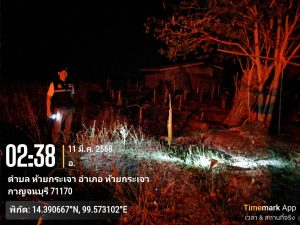 02:38
11 มี.ค. 2568
อ.
ตำบล ห้วยกระเจา อำเภอ ห้วยกระเจา
กาญจนบุรี 71170
พิกัด: 14.390667°N, 99.573102°E
Timemark App
เวลา & สถานที่จริง